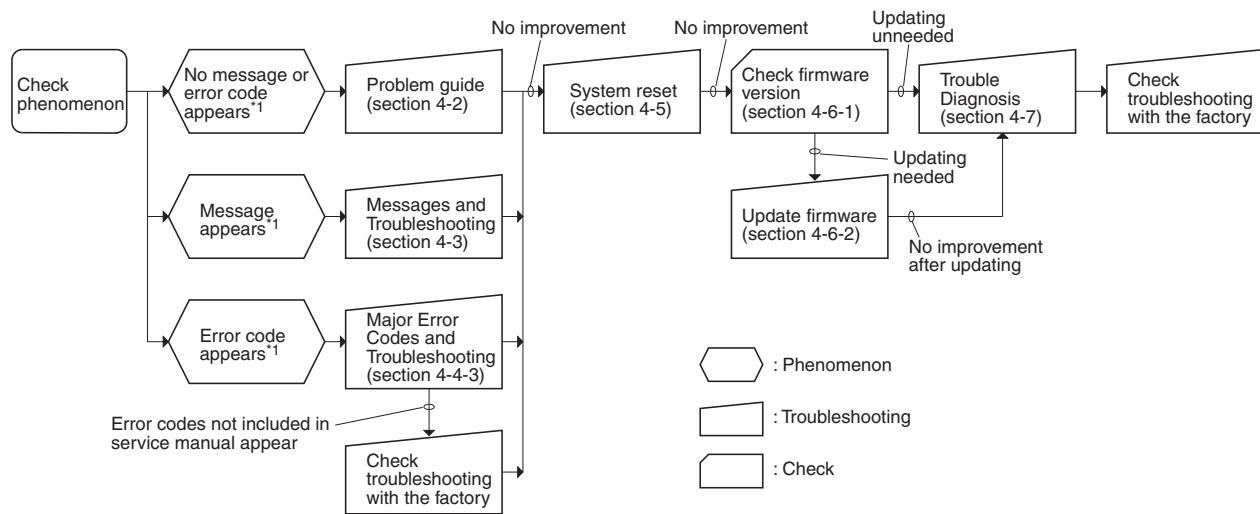 Check
phenomenon
No message or
error code
appears*1
Problem guide
(section 4-2)
No improvement
System reset
(section 4-5)
No improvement
Check firmware
version
(section 4-6-1)
Updating
unneeded
Trouble
Diagnosis
(section 4-7)
Check
troubleshooting
with the factory
Updating
needed
Update firmware
(section 4-6-2)
No improvement
after updating
Message
appears*1
Messages and
Troubleshooting
(section 4-3)
Error code
appears*1
Major Error
Codes and
Troubleshooting
(section 4-4-3)
Error codes not included in
service manual appear
Check
troubleshooting
with the factory
: Phenomenon
: Troubleshooting
: Check